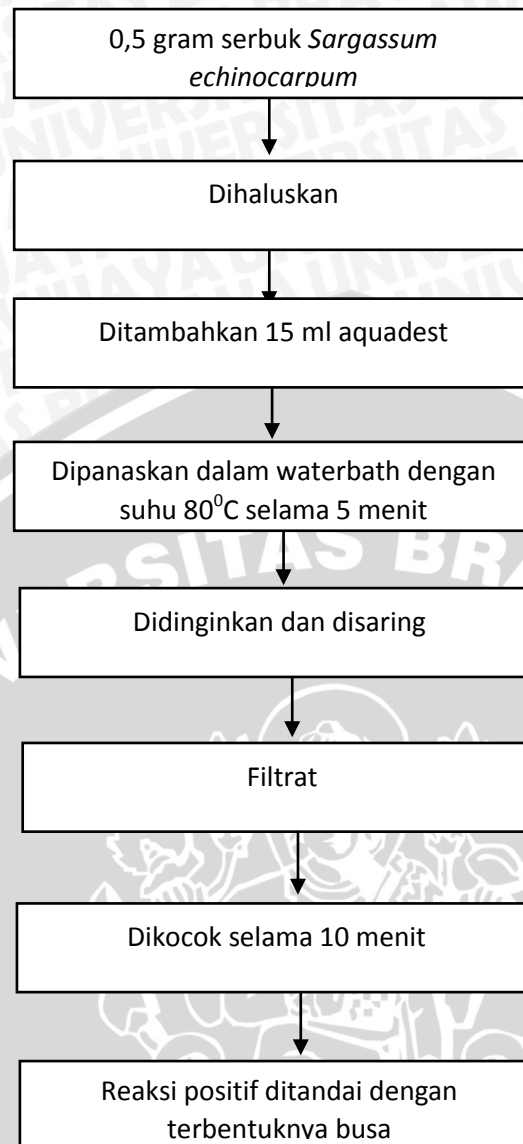 0,5 gram serbuk Sargassum
echinocarpum
Dihaluskan
Ditambahkan 15 ml aquadest
Dipanaskan dalam waterbath dengan
suhu 80⁰C selama 5 menit
Didinginkan dan disaring
Filtrat
Dikocok selama 10 menit
Reaksi positif ditandai dengan
terbentuknya busa